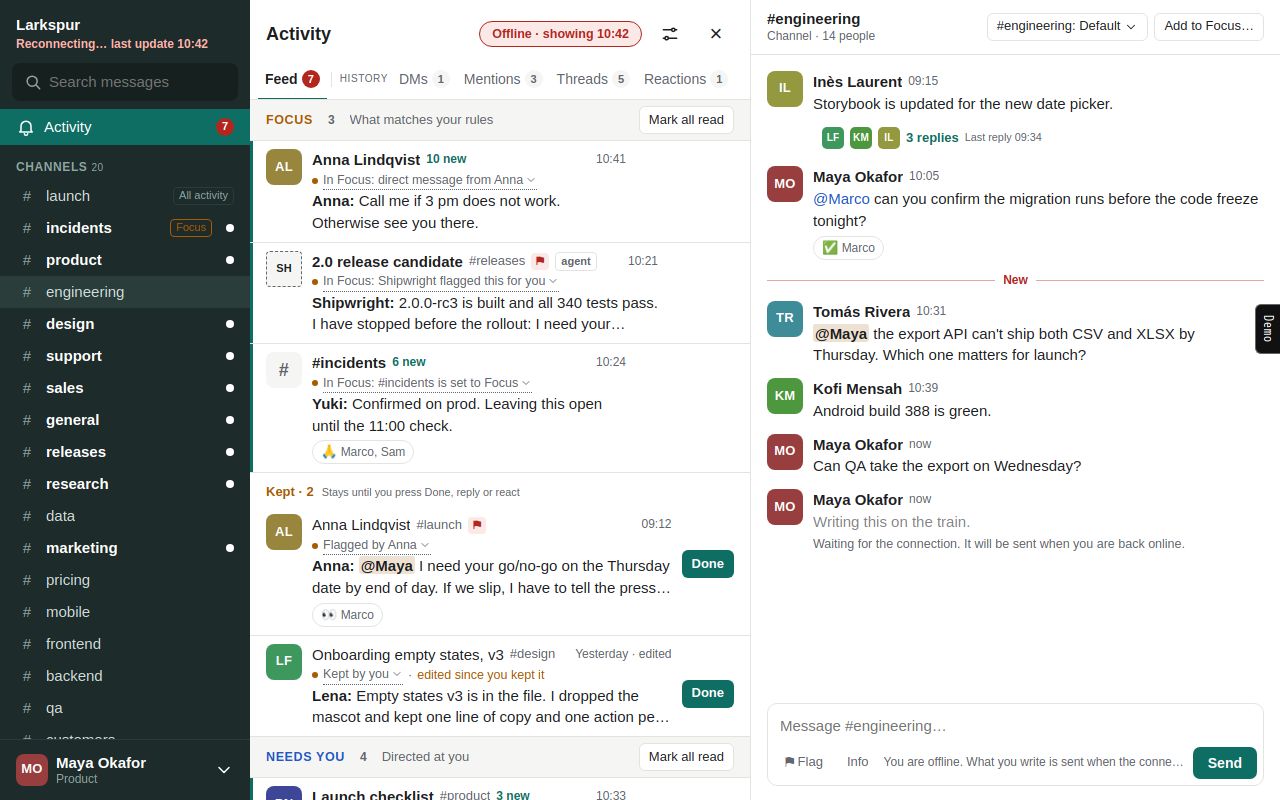 Larkspur
Reconnecting… last update 10:42
Search messages
Activity
7
CHANNELS 20
# launch
All activity
# incidents
Focus
# product
# engineering
# design
# support
# sales
# general
# releases
# research
# data
# marketing
# pricing
# mobile
# frontend
# backend
# qa
MO
Maya Okafor
Product
Activity
Offline · showing 10:42
Feed 7
HISTORY
DMs 1
Mentions 3
Threads 5
Reactions 1
FOCUS 3 What matches your rules
Mark all read
AL
Anna Lindqvist 10 new 10:41
In Focus: direct message from Anna
Anna: Call me if 3 pm does not work.
Otherwise see you there.
SH
2.0 release candidate #releases agent 10:21
In Focus: Shipwright flagged this for you
Shipwright: 2.0.0-rc3 is built and all 340 tests pass.
I have stopped before the rollout: I need your…
#
#incidents 6 new 10:24
In Focus: #incidents is set to Focus
Yuki: Confirmed on prod. Leaving this open
until the 11:00 check.
🙏 Marco, Sam
Kept · 2 Stays until you press Done, reply or react
AL
Anna Lindqvist #launch 09:12
Flagged by Anna
Anna: @Maya I need your go/no-go on the Thursday
date by end of day. If we slip, I have to tell the press…
👀 Marco
Done
LF
Onboarding empty states, v3 #design Yesterday · edited
Kept by you · edited since you kept it
Lena: Empty states v3 is in the file. I dropped the
mascot and kept one line of copy and one action pe…
Done
NEEDS YOU 4 Directed at you
Mark all read
Launch checklist #product 3 new 10:33
#engineering
Channel · 14 people
#engineering: Default
Add to Focus…
IL
Inès Laurent 09:15
Storybook is updated for the new date picker.
LF KM IL 3 replies Last reply 09:34
MO
Maya Okafor 10:05
@Marco can you confirm the migration runs before the code freeze
tonight?
✅ Marco
New
TR
Tomás Rivera 10:31
@Maya the export API can't ship both CSV and XLSX by
Thursday. Which one matters for launch?
KM
Kofi Mensah 10:39
Android build 388 is green.
MO
Maya Okafor now
Can QA take the export on Wednesday?
MO
Maya Okafor now
Writing this on the train.
Waiting for the connection. It will be sent when you are back online.
Demo
Message #engineering…
Flag
Info
You are offline. What you write is sent when the conne…
Send